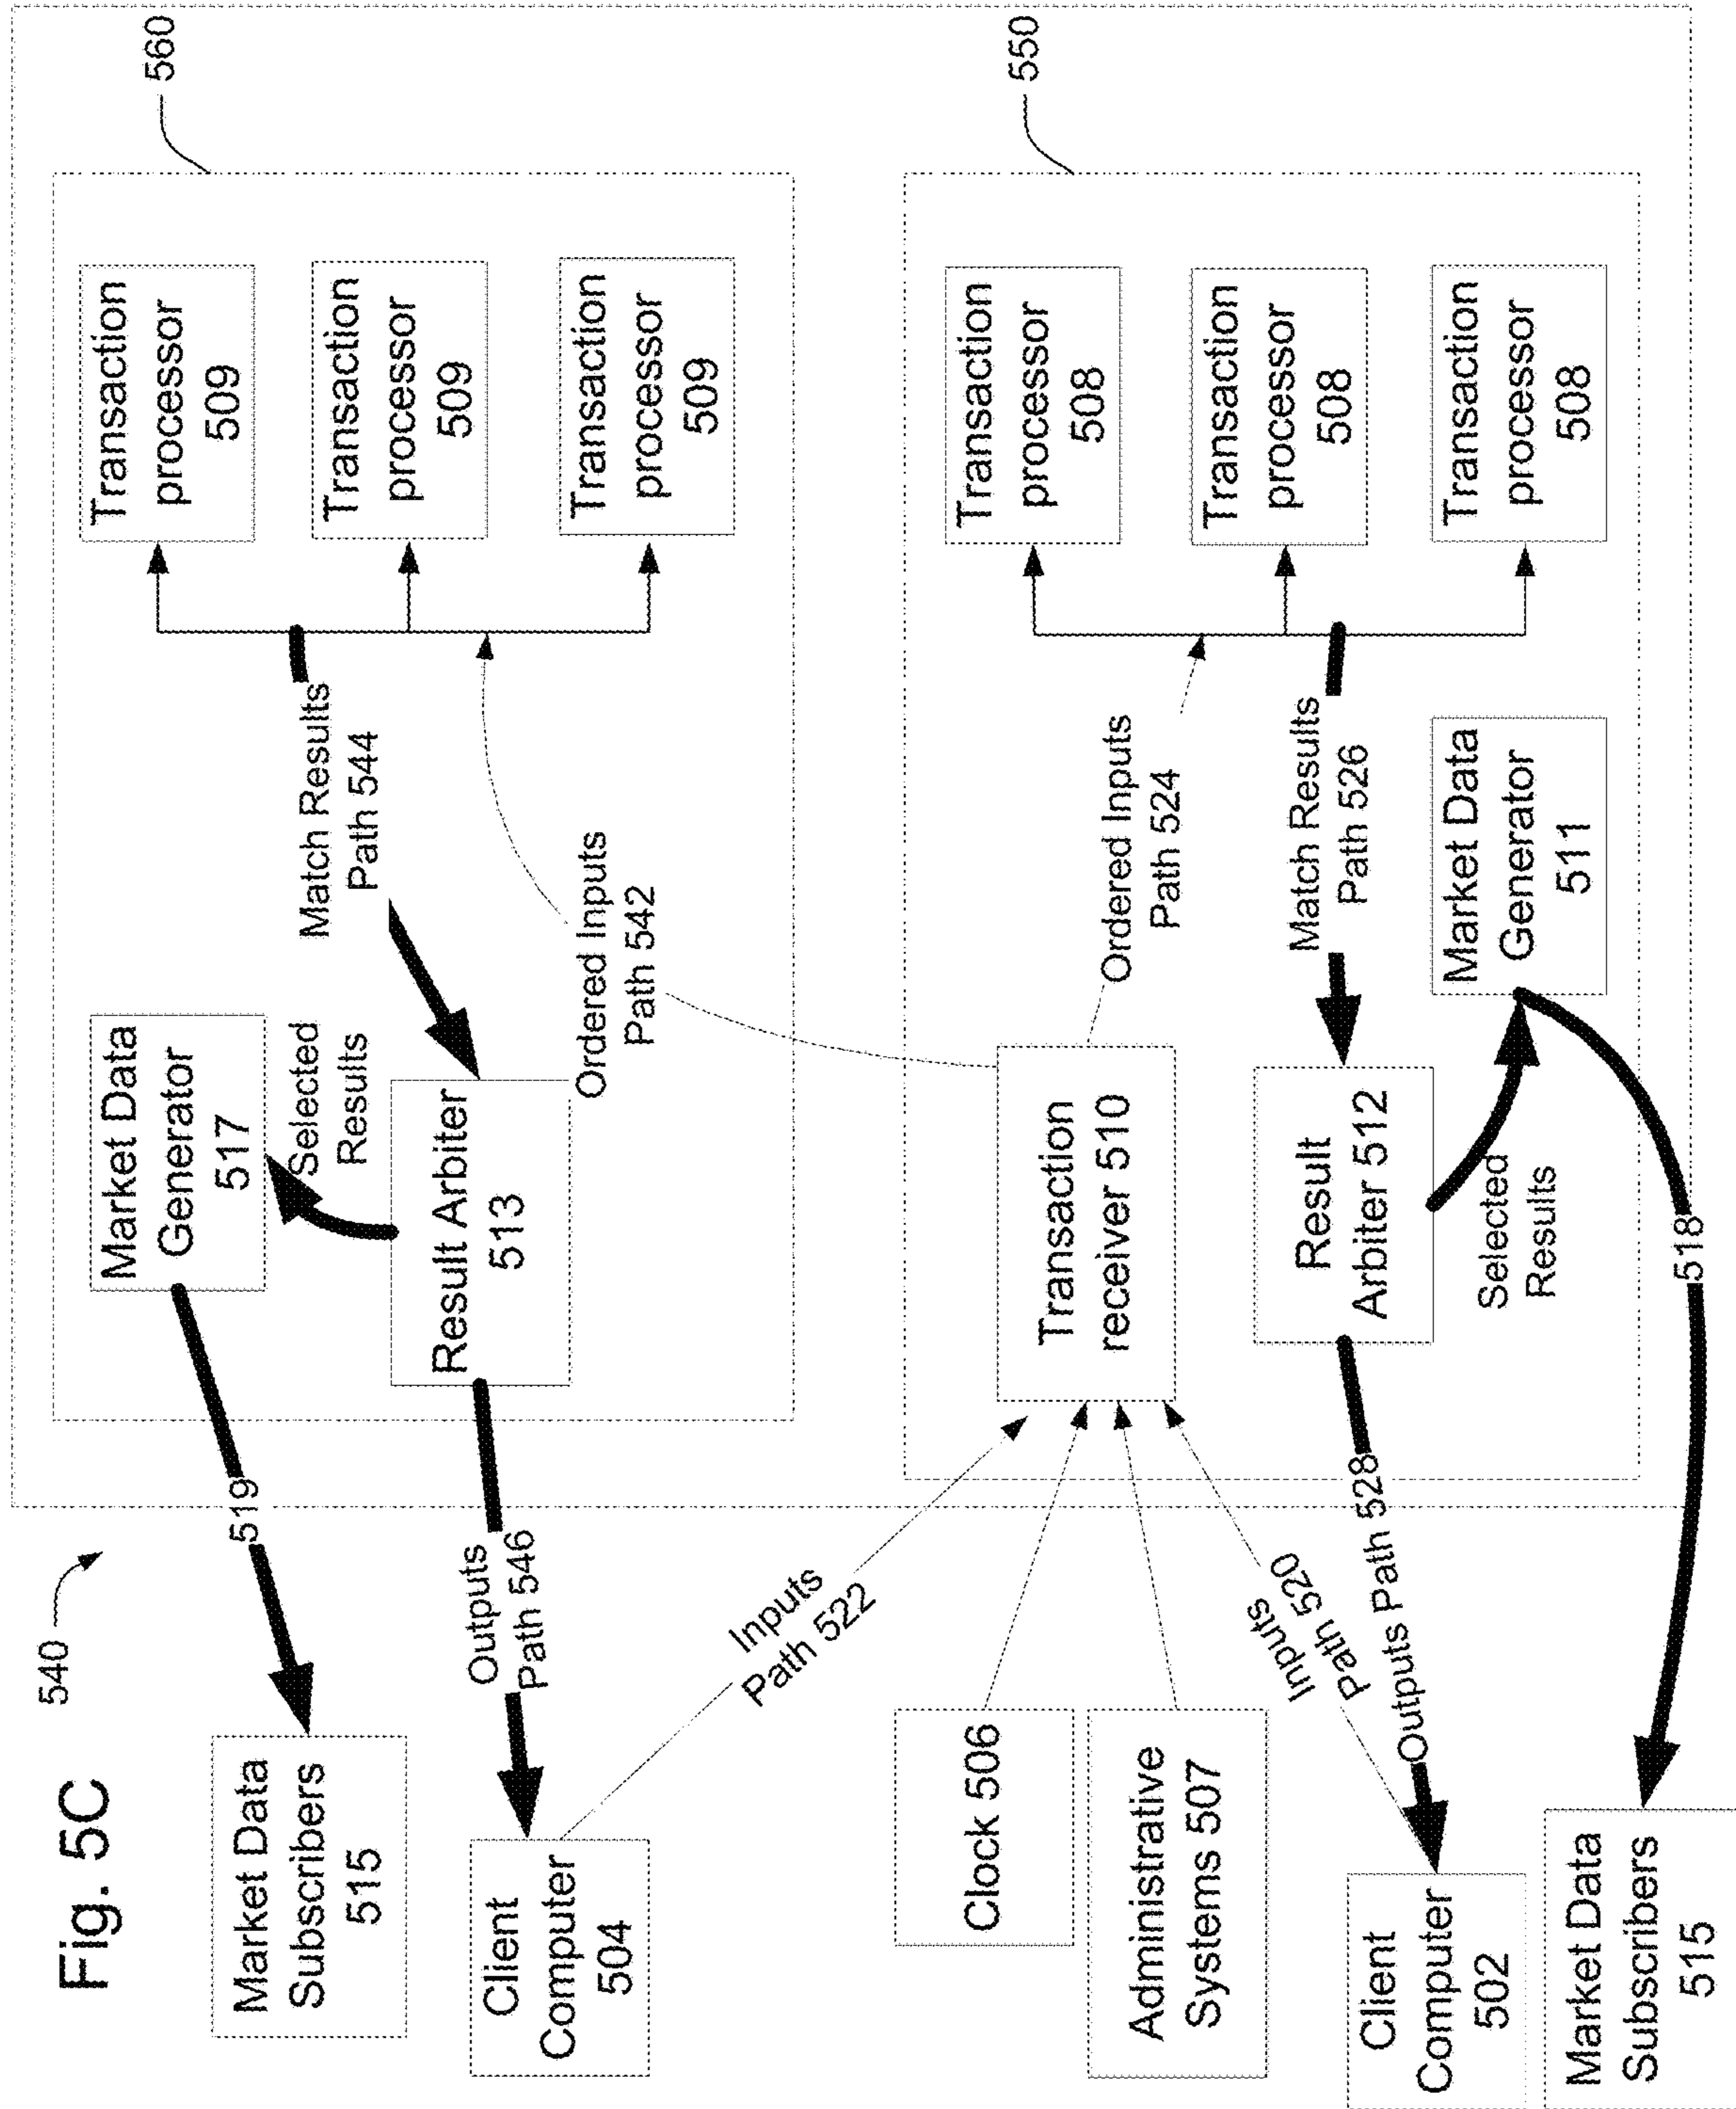 Fig. 5C
540
560
Market Data
Subscribers
515
519
Market Data
Generator
517
Selected
Results
Result Arbiter
513
Match Results
Path 544
Transaction
processor
509
Transaction
processor
509
Transaction
processor
509
Client
Computer
504
Outputs
Path 546
Ordered Inputs
Path 542
Inputs
Path 522
550
Clock 506
Administrative
Systems 507
Transaction
receiver 510
Ordered Inputs
Path 524
Transaction
processor
508
Transaction
processor
508
Transaction
processor
508
Inputs
Path 520
Outputs Path 528
Result
Arbiter 512
Match Results
Path 526
Client
Computer
502
Selected
Results
Market Data
Generator
511
518
Market Data
Subscribers
515